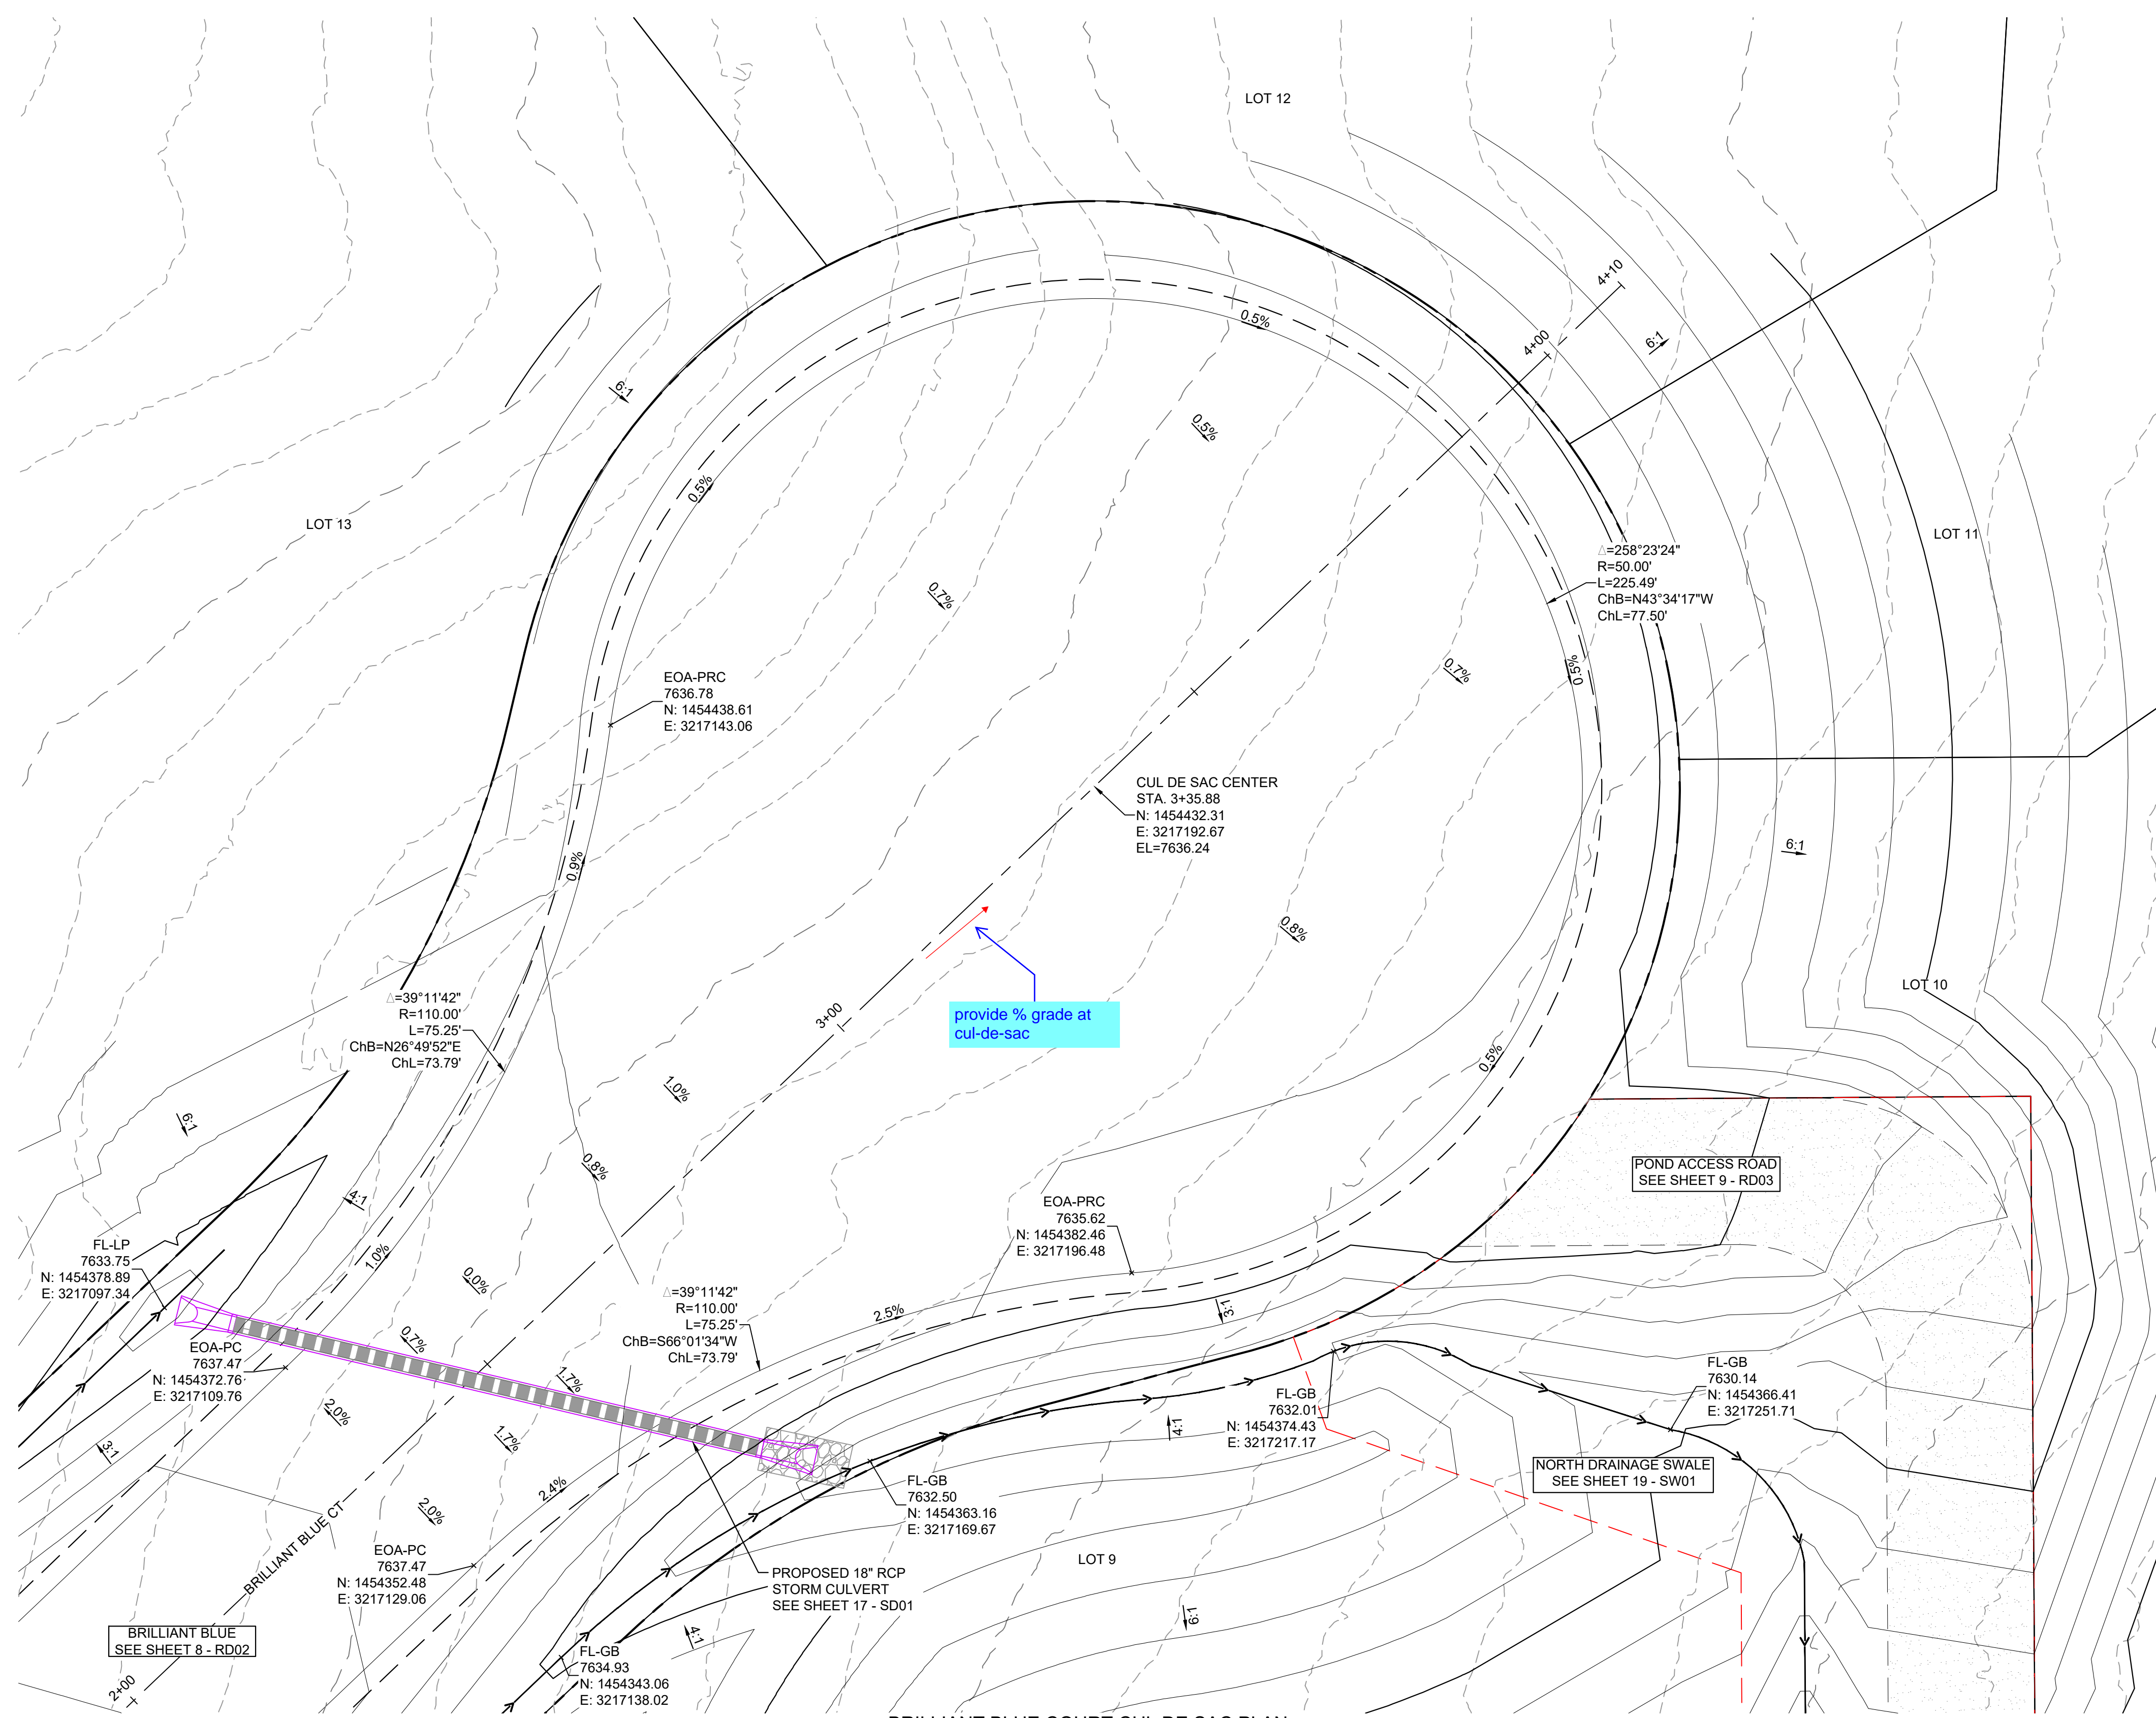 LOT 12
4+10
4+00
6:1
0.5%
6:1
0.5%
0.5%
LOT 13
LOT 11
△=258°23'24"
R=50.00'
L=225.49'
ChB=N43°34'17"W
ChL=77.50'
0.7%
0.7%
0.5%
EOA-PRC
7636.78
N: 1454438.61
E: 3217143.06
CUL DE SAC CENTER
STA. 3+35.88
N: 1454432.31
E: 3217192.67
EL=7636.24
0.9%
6:1
0.8%
LOT 10
△=39°11'42"
R=110.00'
L=75.25'
ChB=N26°49'52"E
ChL=73.79'
3+00
provide % grade at
cul-de-sac
0.5%
1.0%
6:1
0.8%
4:1
POND ACCESS ROAD
SEE SHEET 9 - RD03
EOA-PRC
7635.62
N: 1454382.46
E: 3217196.48
FL-LP
7633.75
N: 1454378.89
E: 3217097.34
1.0%
0.0%
△=39°11'42"
R=110.00'
L=75.25'
ChB=S66°01'34"W
ChL=73.79'
2.5%
3:1
0.7%
EOA-PC
7637.47
N: 1454372.76
E: 3217109.76
1.7%
FL-GB
7632.01
N: 1454374.43
E: 3217217.17
FL-GB
7630.14
N: 1454366.41
E: 3217251.71
2.0%
1.7%
4:1
3:1
NORTH DRAINAGE SWALE
SEE SHEET 19 - SW01
2.4%
2.0%
FL-GB
7632.50
N: 1454363.16
E: 3217169.67
BRILLIANT BLUE CT
EOA-PC
7637.47
N: 1454352.48
E: 3217129.06
LOT 9
PROPOSED 18" RCP
STORM CULVERT
SEE SHEET 17 - SD01
6:1
4:1
BRILLIANT BLUE
SEE SHEET 8 - RD02
FL-GB
7634.93
N: 1454343.06
E: 3217138.02
2+00
BRILLIANT BLUE COURT CUL DE SAC PLAN